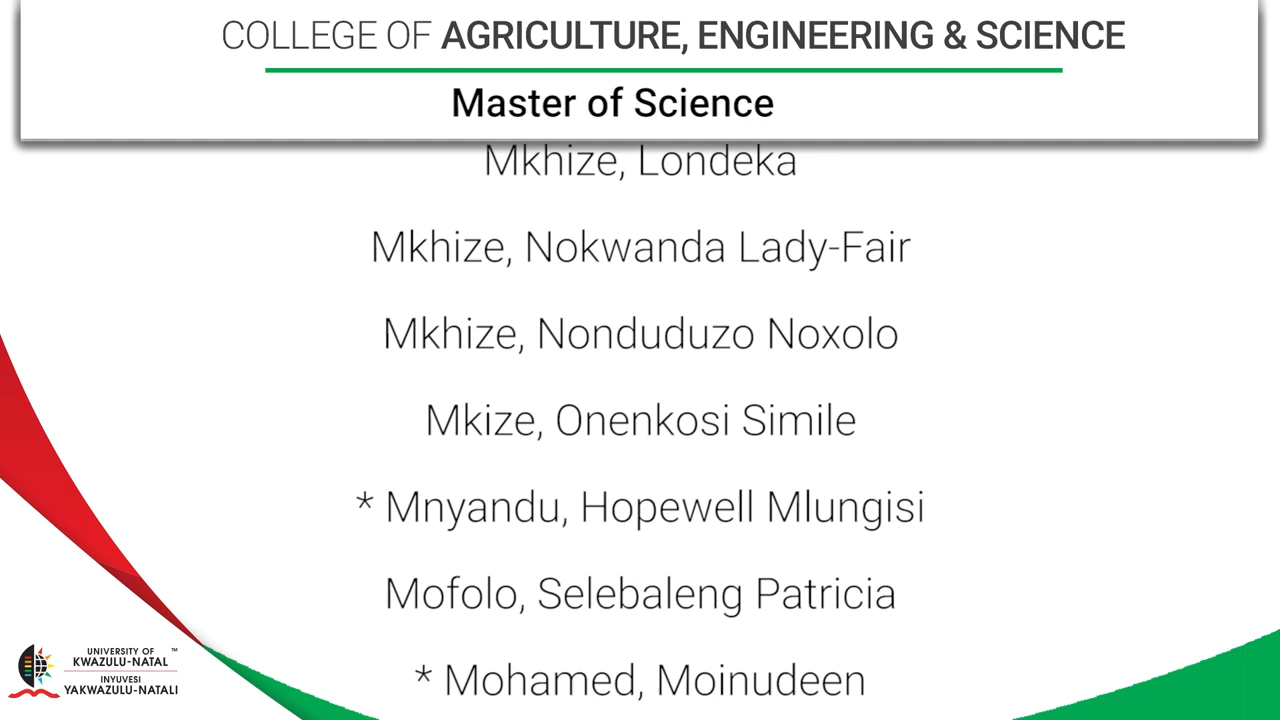 COLLEGE OF AGRICULTURE, ENGINEERING & SCIENCE
Master of Science
Mkhize, Londeka
Mkhize, Nokwanda Lady-Fair
Mkhize, Nonduduzo Noxolo
Mkize, Onenkosi Simile
* Mnyandu, Hopewell Mlungisi
Mofolo, Selebaleng Patricia
* Mohamed, Moinudeen
UNIVERSITY OF ™
KWAZULU-NATAL
INYUVESI
YAKWAZULU-NATALI